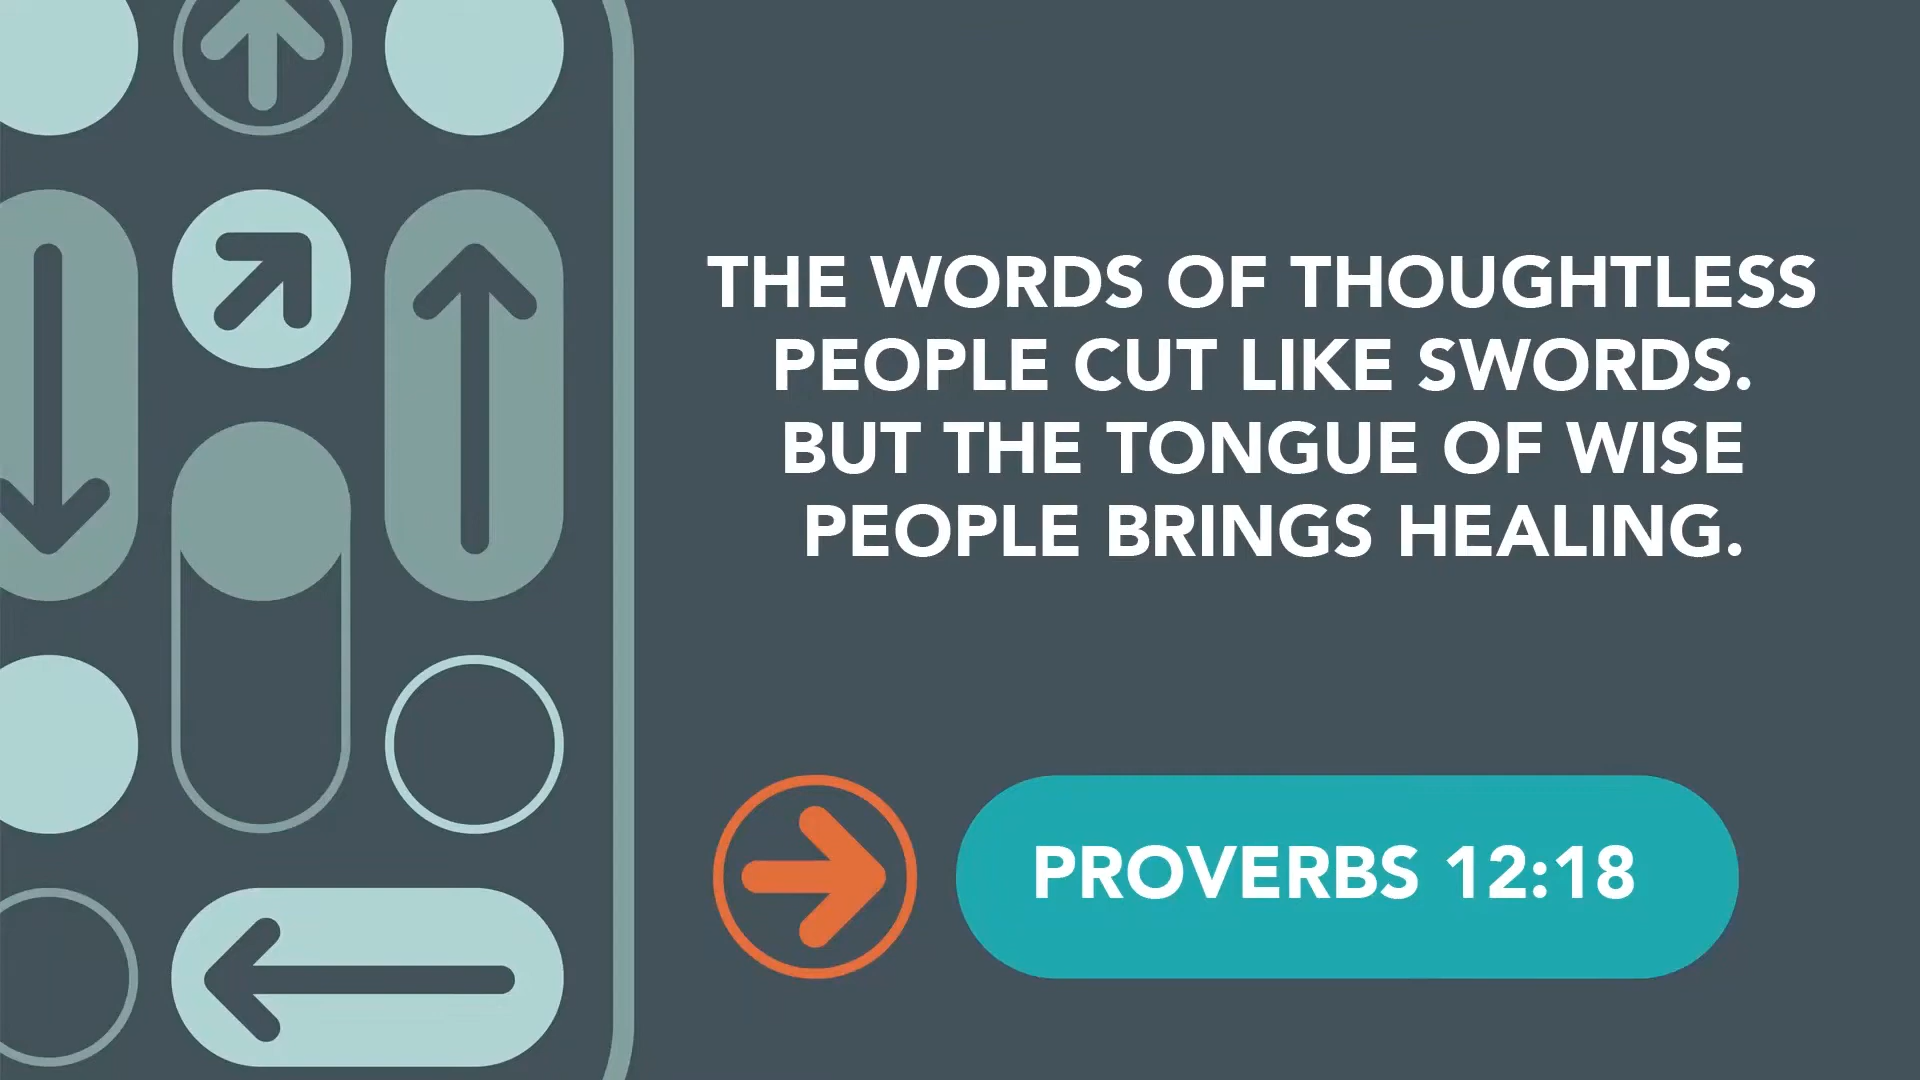 THE WORDS OF THOUGHTLESS
PEOPLE CUT LIKE SWORDS.
BUT THE TONGUE OF WISE
PEOPLE BRINGS HEALING.
PROVERBS 12:18